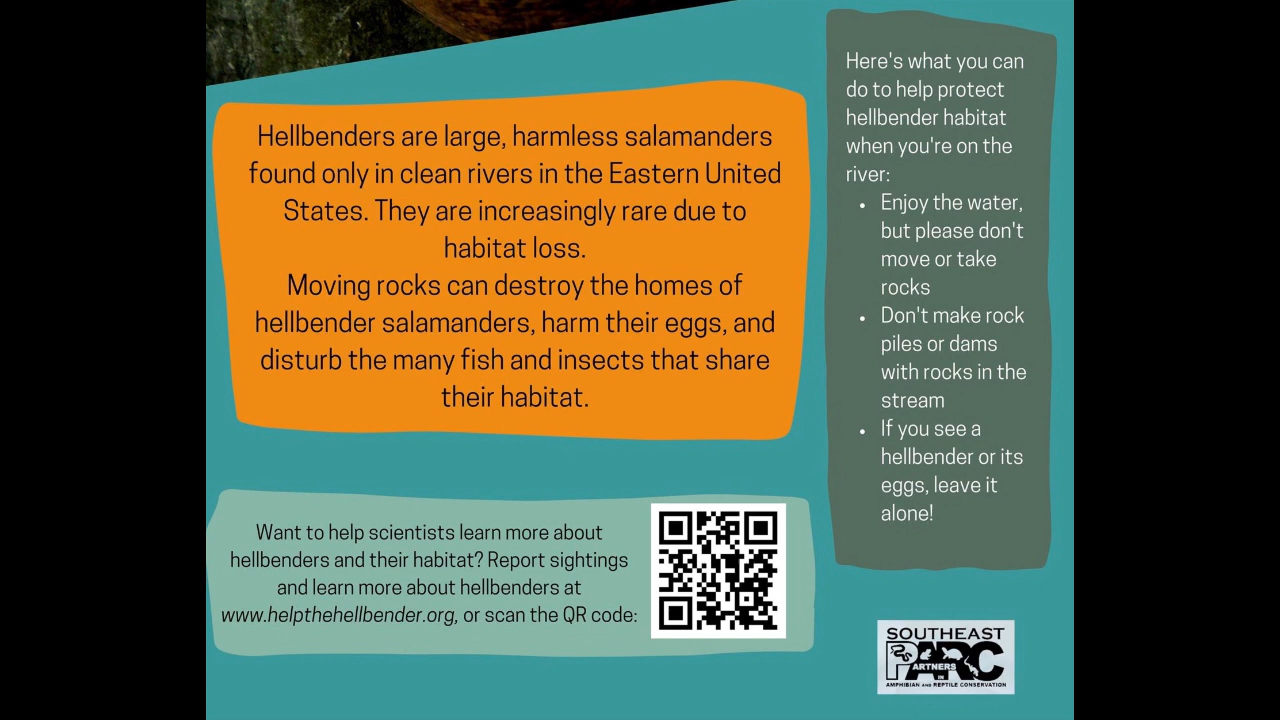 Hellbenders are large, harmless salamanders
found only in clean rivers in the Eastern United
States. They are increasingly rare due to
habitat loss.
Moving rocks can destroy the homes of
hellbender salamanders, harm their eggs, and
disturb the many fish and insects that share
their habitat.
Want to help scientists learn more about
hellbenders and their habitat? Report sightings
and learn more about hellbenders at
www.helpthehellbender.org, or scan the QR code:
Here's what you can
do to help protect
hellbender habitat
when you're on the
river:
• Enjoy the water,
but please don't
move or take
rocks
• Don't make rock
piles or dams
with rocks in the
stream
• If you see a
hellbender or its
eggs, leave it
alone!
SOUTHEAST
PARC
PARTNERS
IN
AMPHIBIAN AND REPTILE CONSERVATION